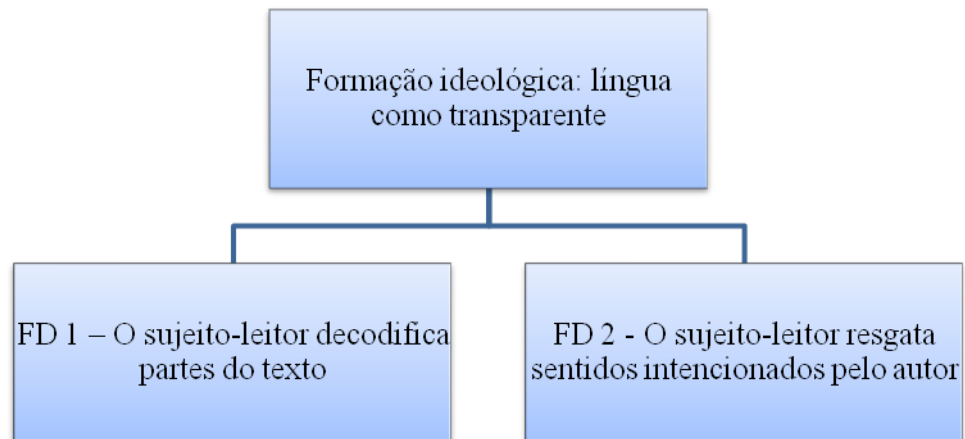 Formação ideológica: língua
como transparente
FD 1 – O sujeito-leitor decodifica
partes do texto
FD 2 - O sujeito-leitor resgata
sentidos intencionados pelo autor